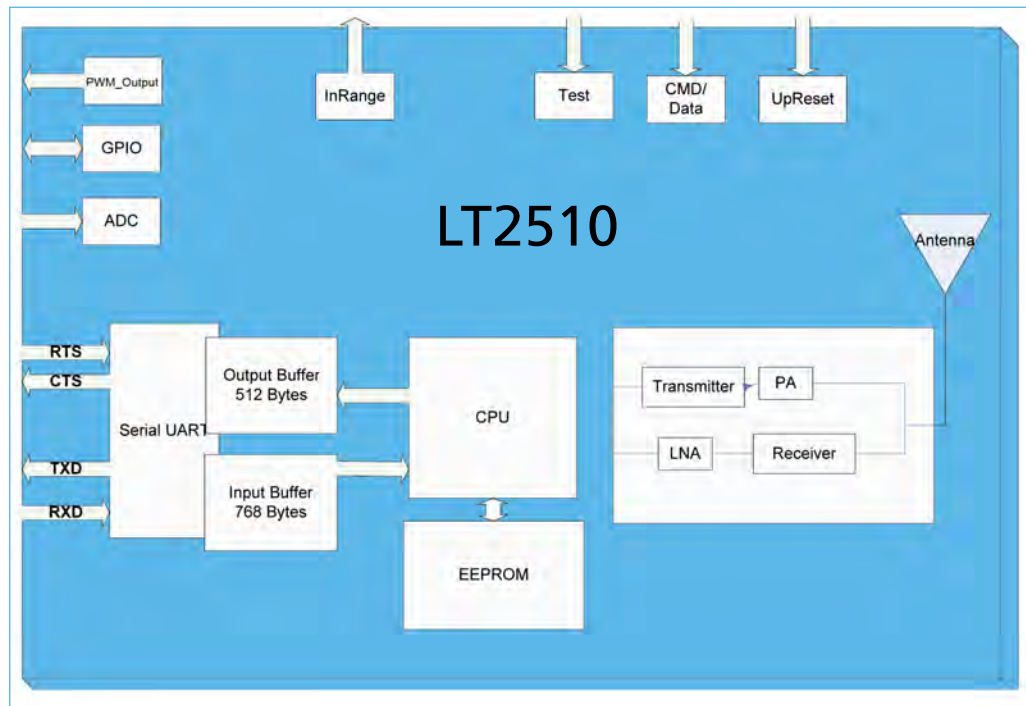 PWM_Output
InRange
Test
CMD/
Data
UpReset
GPIO
ADC
LT2510
Antenna
RTS
CTS
Serial UART
TXD
RXD
Output Buffer
512 Bytes
Input Buffer
768 Bytes
CPU
EEPROM
Transmitter
PA
LNA
Receiver